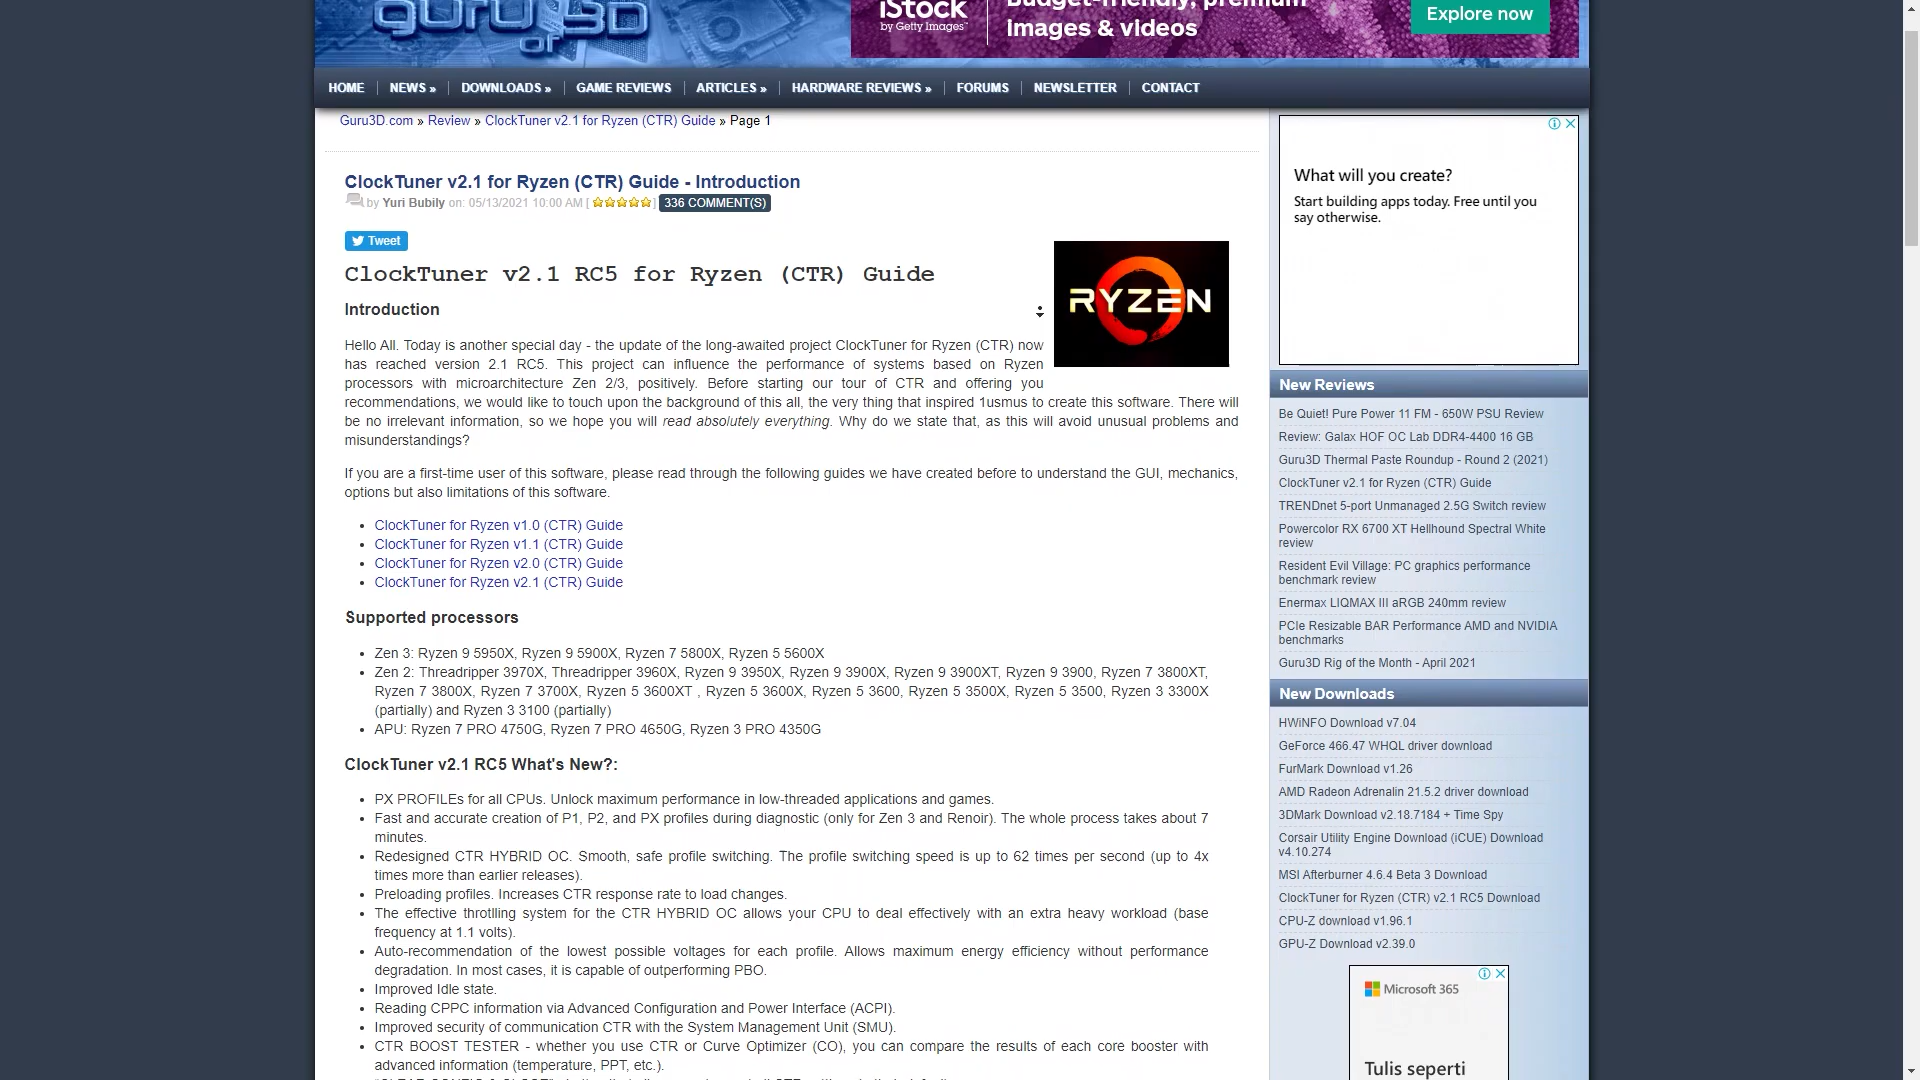 guru 3D
of
iStock
by Getty Images™
Budget-friendly, premium
Images & videos
Explore now
HOME
NEWS »
DOWNLOADS »
GAME REVIEWS
ARTICLES »
HARDWARE REVIEWS »
FORUMS
NEWSLETTER
CONTACT
Guru3D.com » Review » ClockTuner v2.1 for Ryzen (CTR) Guide » Page 1
ClockTuner v2.1 for Ryzen (CTR) Guide - Introduction
by Yuri Bubily on: 05/13/2021 10:00 AM [ ] 336 COMMENT(S)
Tweet
ClockTuner v2.1 RC5 for Ryzen (CTR) Guide
RYZEN
Introduction
Hello All. Today is another special day - the update of the long-awaited project ClockTuner for Ryzen (CTR) now
has reached version 2.1 RC5. This project can influence the performance of systems based on Ryzen
processors with microarchitecture Zen 2/3, positively. Before starting our tour of CTR and offering you
recommendations, we would like to touch upon the background of this all, the very thing that inspired 1usmus to create this software. There will
be no irrelevant information, so we hope you will read absolutely everything. Why do we state that, as this will avoid unusual problems and
misunderstandings?
If you are a first-time user of this software, please read through the following guides we have created before to understand the GUI, mechanics,
options but also limitations of this software.
• ClockTuner for Ryzen v1.0 (CTR) Guide
• ClockTuner for Ryzen v1.1 (CTR) Guide
• ClockTuner for Ryzen v2.0 (CTR) Guide
• ClockTuner for Ryzen v2.1 (CTR) Guide
Supported processors
• Zen 3: Ryzen 9 5950X, Ryzen 9 5900X, Ryzen 7 5800X, Ryzen 5 5600X
• Zen 2: Threadripper 3970X, Threadripper 3960X, Ryzen 9 3950X, Ryzen 9 3900X, Ryzen 9 3900XT, Ryzen 9 3900, Ryzen 7 3800XT,
Ryzen 7 3800X, Ryzen 7 3700X, Ryzen 5 3600XT , Ryzen 5 3600X, Ryzen 5 3600, Ryzen 5 3500X, Ryzen 5 3500, Ryzen 3 3300X
(partially) and Ryzen 3 3100 (partially)
• APU: Ryzen 7 PRO 4750G, Ryzen 7 PRO 4650G, Ryzen 3 PRO 4350G
ClockTuner v2.1 RC5 What's New?:
• PX PROFILEs for all CPUs. Unlock maximum performance in low-threaded applications and games.
• Fast and accurate creation of P1, P2, and PX profiles during diagnostic (only for Zen 3 and Renoir). The whole process takes about 7
minutes.
• Redesigned CTR HYBRID OC. Smooth, safe profile switching. The profile switching speed is up to 62 times per second (up to 4x
times more than earlier releases).
• Preloading profiles. Increases CTR response rate to load changes.
• The effective throtlling system for the CTR HYBRID OC allows your CPU to deal effectively with an extra heavy workload (base
frequency at 1.1 volts).
• Auto-recommendation of the lowest possible voltages for each profile. Allows maximum energy efficiency without performance
degradation. In most cases, it is capable of outperforming PBO.
• Improved Idle state.
• Reading CPPC information via Advanced Configuration and Power Interface (ACPI).
• Improved security of communication CTR with the System Management Unit (SMU).
• CTR BOOST TESTER - whether you use CTR or Curve Optimizer (CO), you can compare the results of each core booster with
advanced information (temperature, PPT, etc.).
What will you create?
Start building apps today. Free until you
say otherwise.
New Reviews
Be Quiet! Pure Power 11 FM - 650W PSU Review
Review: Galax HOF OC Lab DDR4-4400 16 GB
Guru3D Thermal Paste Roundup - Round 2 (2021)
ClockTuner v2.1 for Ryzen (CTR) Guide
TRENDnet 5-port Unmanaged 2.5G Switch review
Powercolor RX 6700 XT Hellhound Spectral White
review
Resident Evil Village: PC graphics performance
benchmark review
Enermax LIQMAX III aRGB 240mm review
PCIe Resizable BAR Performance AMD and NVIDIA
benchmarks
Guru3D Rig of the Month - April 2021
New Downloads
HWiNFO Download v7.04
GeForce 466.47 WHQL driver download
FurMark Download v1.26
AMD Radeon Adrenalin 21.5.2 driver download
3DMark Download v2.18.7184 + Time Spy
Corsair Utility Engine Download (iCUE) Download
v4.10.274
MSI Afterburner 4.6.4 Beta 3 Download
ClockTuner for Ryzen (CTR) v2.1 RC5 Download
CPU-Z download v1.96.1
GPU-Z Download v2.39.0
Microsoft 365
Tulis seperti